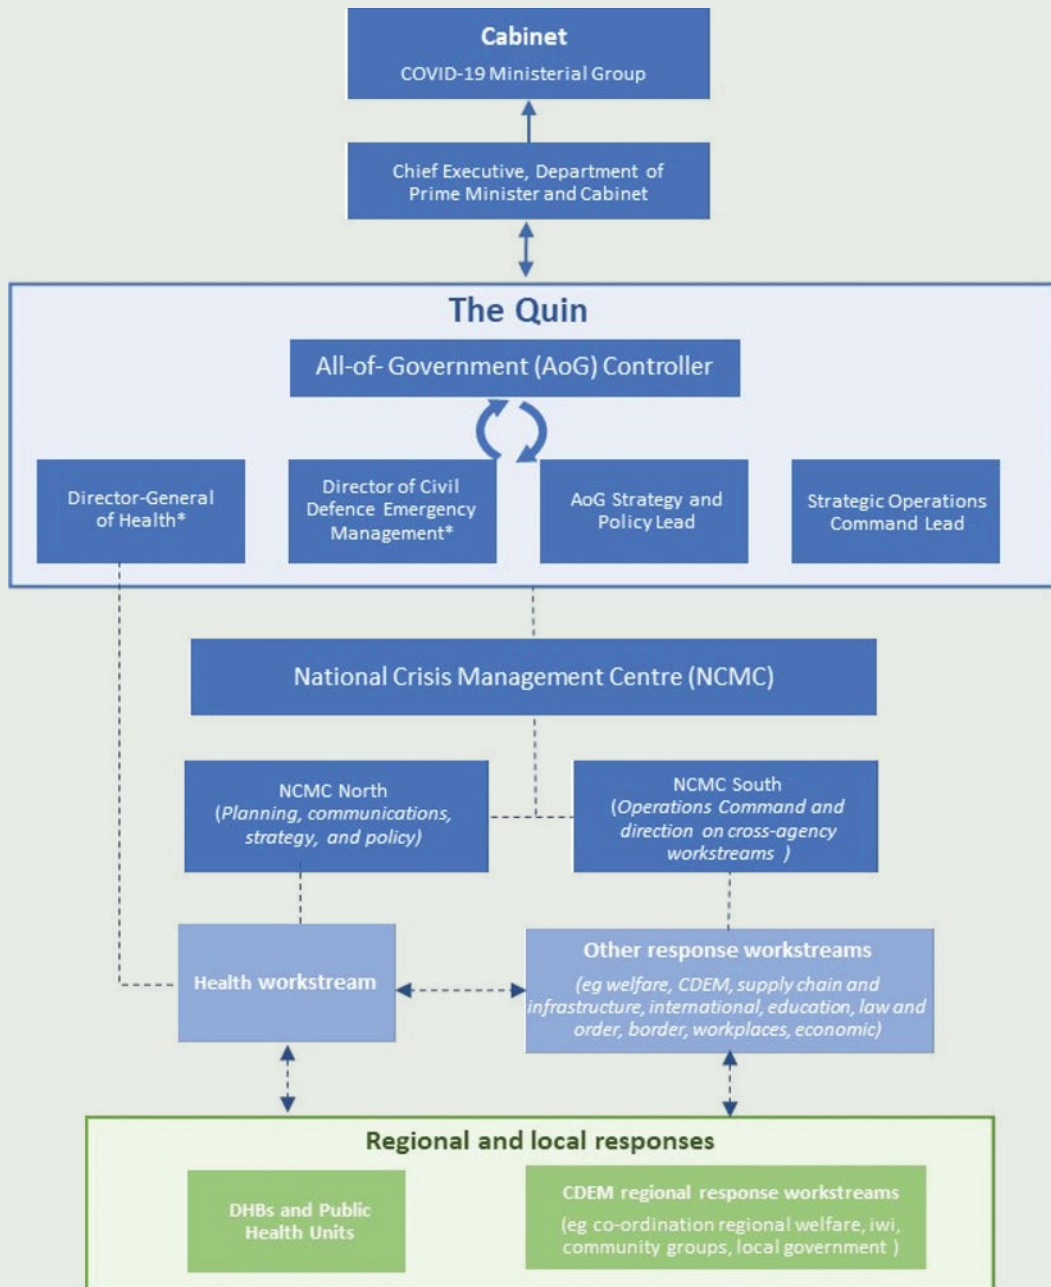 Cabinet
COVID-19 Ministerial Group
Chief Executive, Department of
Prime Minister and Cabinet
The Quin
All-of- Government (AoG) Controller
Director-General
of Health*
Director of Civil
Defence Emergency
Management*
AoG Strategy and
Policy Lead
Strategic Operations
Command Lead
National Crisis Management Centre (NCMC)
NCMC North
(Planning, communications,
strategy, and policy)
NCMC South
(Operations Command and
direction on cross-agency
workstreams )
Health workstream
Other response workstreams
(eg welfare, CDEM, supply chain and
infrastructure, international, education, law and
order, border, workplaces, economic)
Regional and local responses
DHBs and Public
Health Units
CDEM regional response workstreams
(eg co-ordination regional welfare, iwi,
community groups, local government )